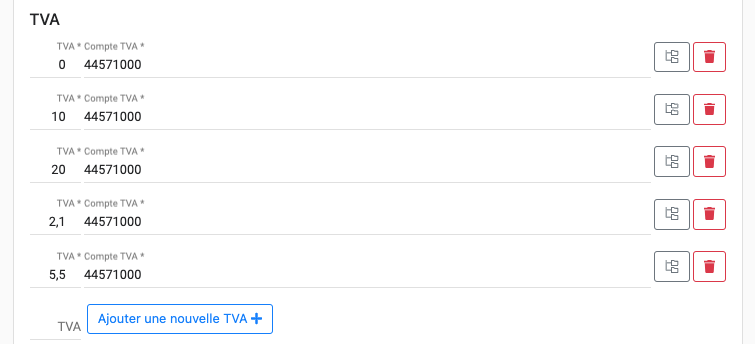 TVA
TVA * Compte TVA *
0 44571000
TVA * Compte TVA *
10 44571000
TVA * Compte TVA *
20 44571000
TVA * Compte TVA *
2,1 44571000
TVA * Compte TVA *
5,5 44571000
TVA Ajouter une nouvelle TVA +